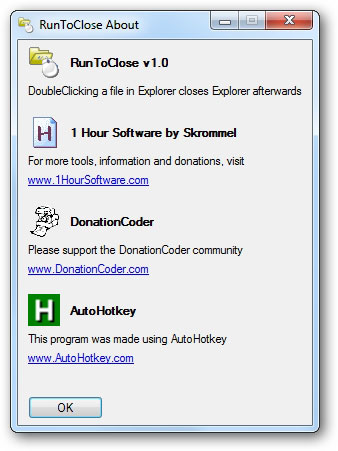 RunToClose About
RunToClose v1.0
DoubleClicking a file in Explorer closes Explorer afterwards
1 Hour Software by Skrommel
For more tools, information and donations, visit
www.1HourSoftware.com
DonationCoder
Please support the DonationCoder community
www.DonationCoder.com
H
AutoHotkey
This program was made using AutoHotkey
www.AutoHotkey.com
OK